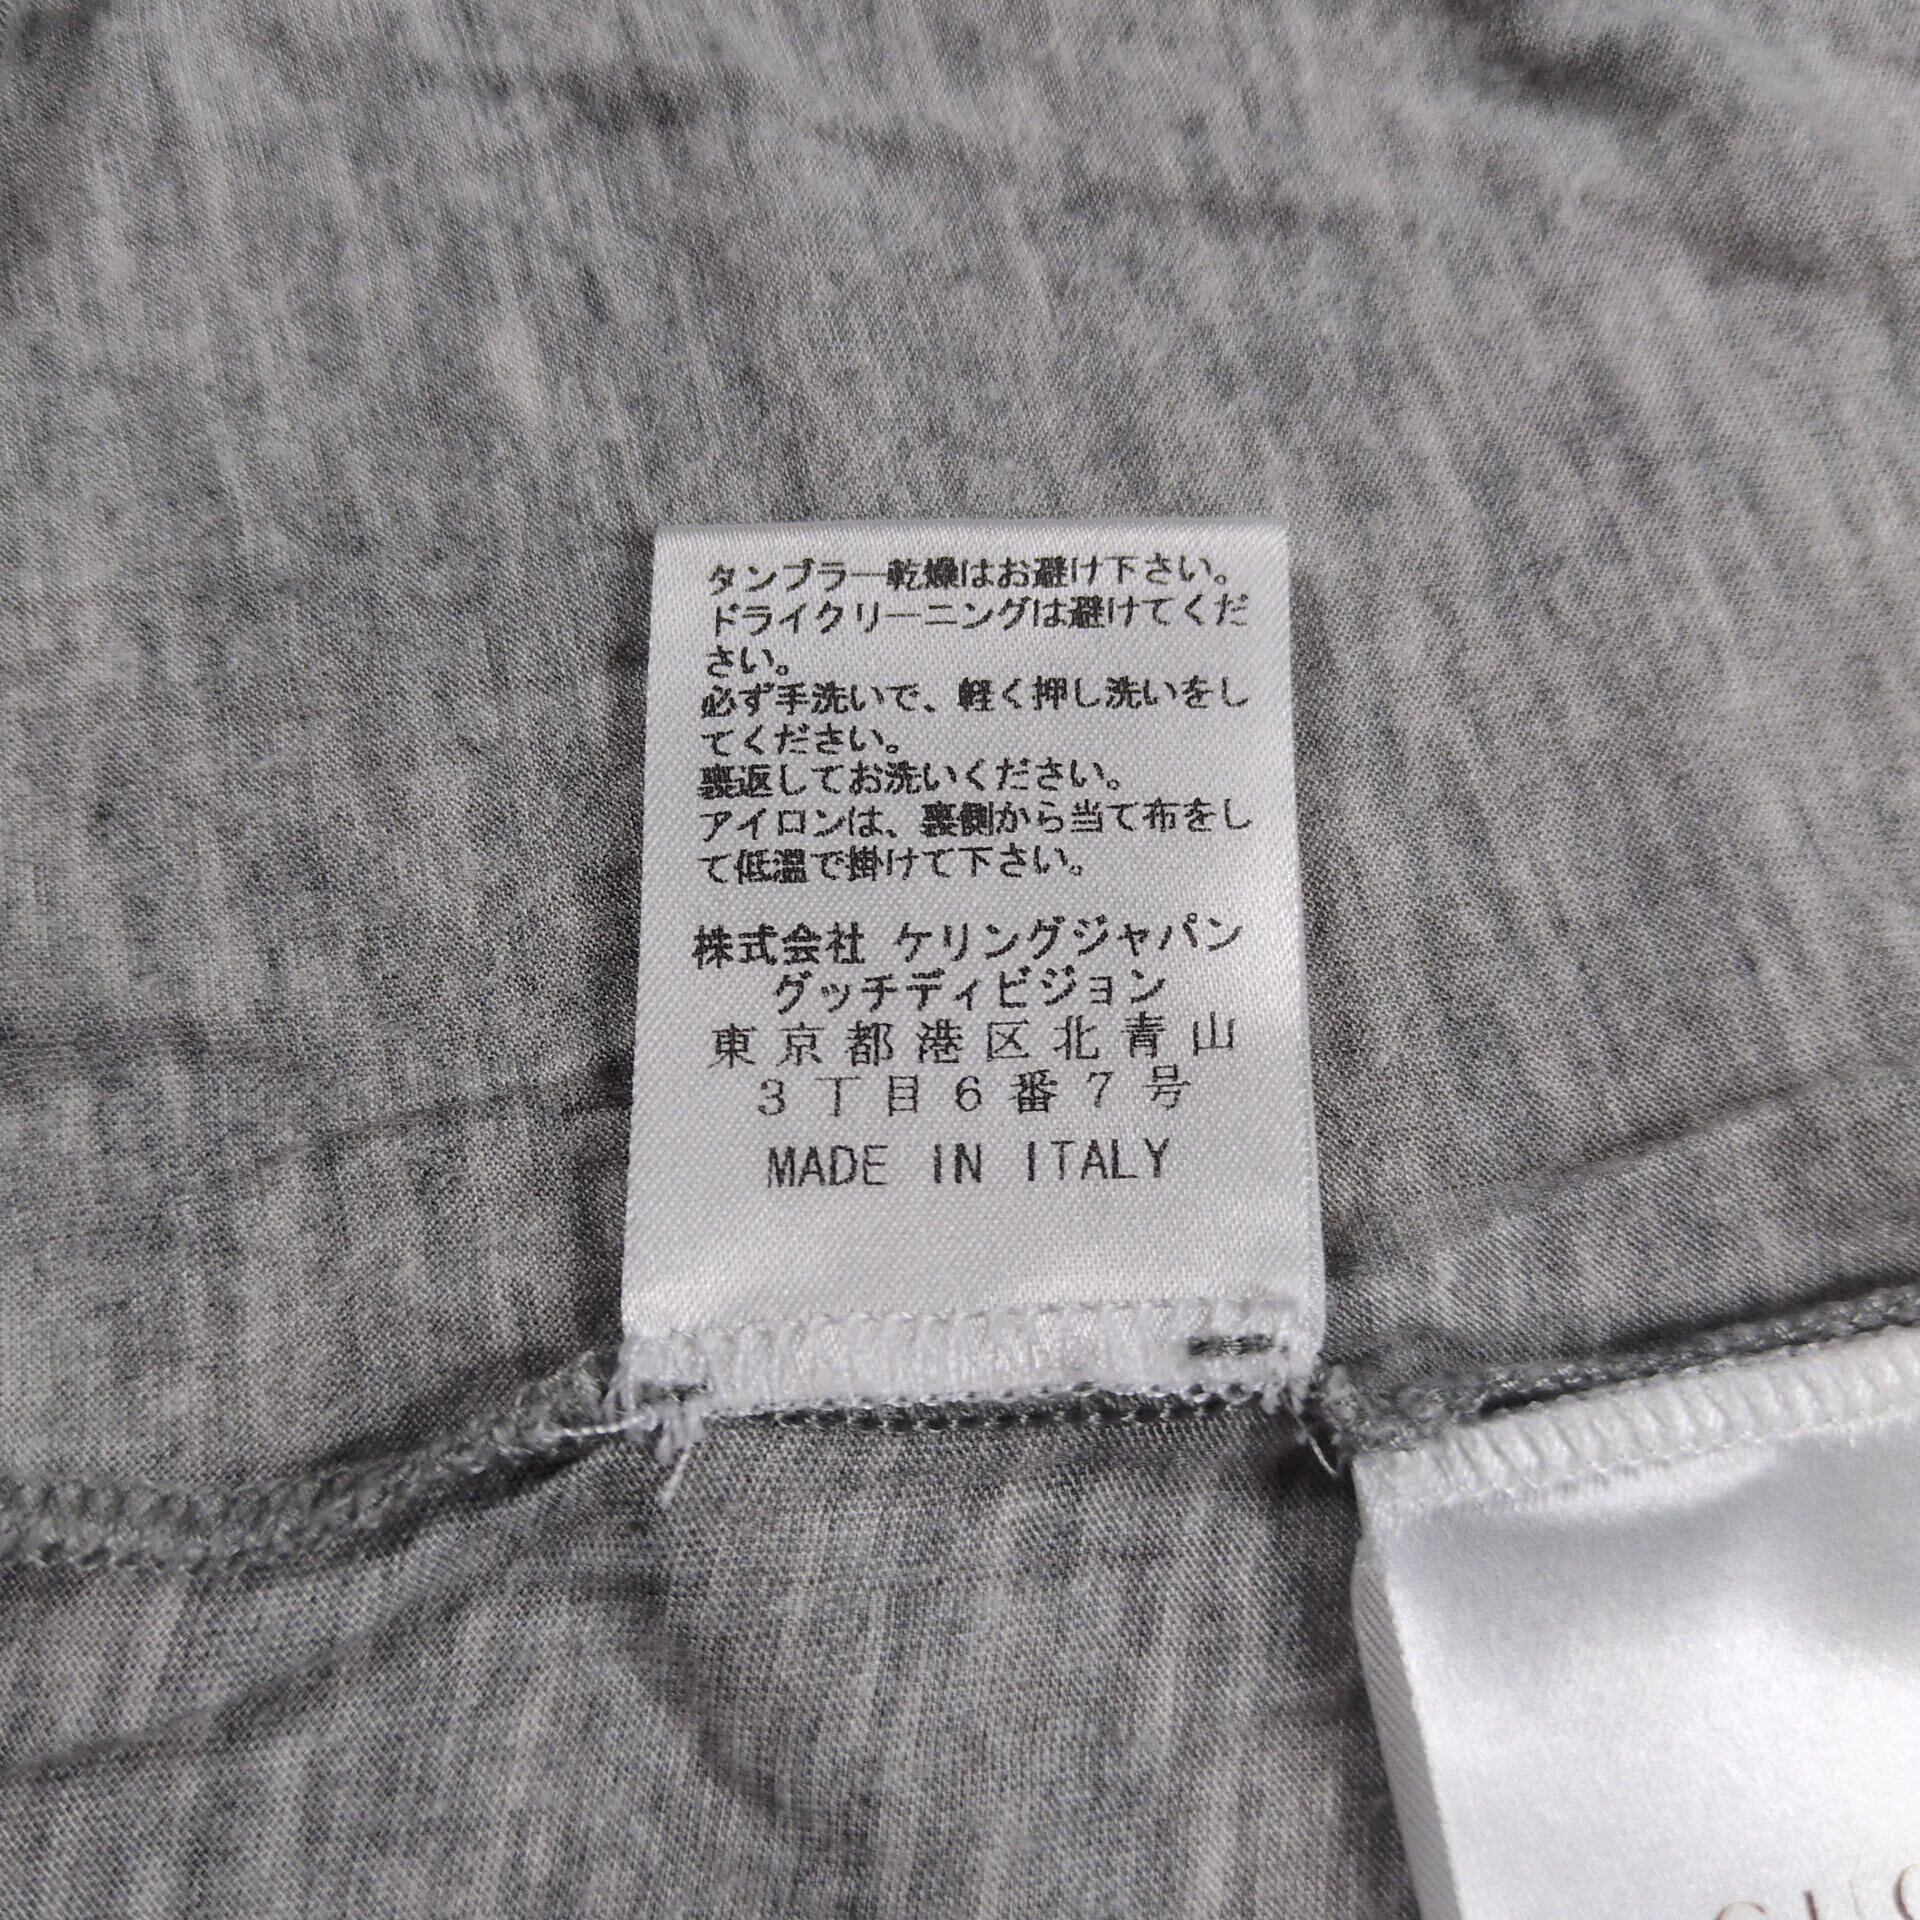 タンブラー乾燥はお避け下さい。
ドライクリーニングは避けてくだ
さい。
必ず手洗いで、軽く押し洗いをし
てください。
裏返してお洗いください。
アイロンは、裏側から当て布をし
て低温で掛けて下さい。
株式会社 ケリングジャパン
グッチディビジョン
東京都港区北青山
3丁目6番7号
MADE IN ITALY